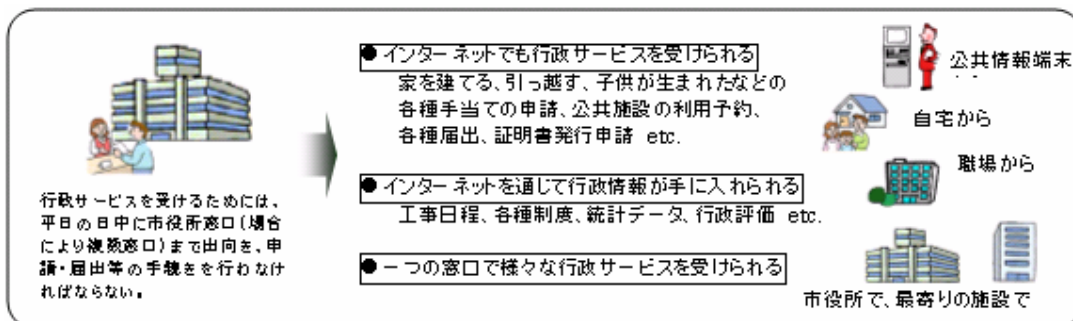 行政サービスを受けるためには、
平日の日中に市役所窓口(場合
により複数窓口)まで出向き、申
請・届出等の手続きを行わなけ
ればならない。
● インターネットでも行政サービスを受けられる
家を建てる、引っ越す、子供が生まれたなどの
各種手当ての申請、公共施設の利用予約、
各種届出、証明書発行申請 etc.
● インターネットを通じて行政情報が手に入れられる
工事日程、各種制度、統計データ、行政評価 etc.
● 一つの窓口で様々な行政サービスを受けられる
公共情報端末
自宅から
職場から
市役所で、最寄りの施設で